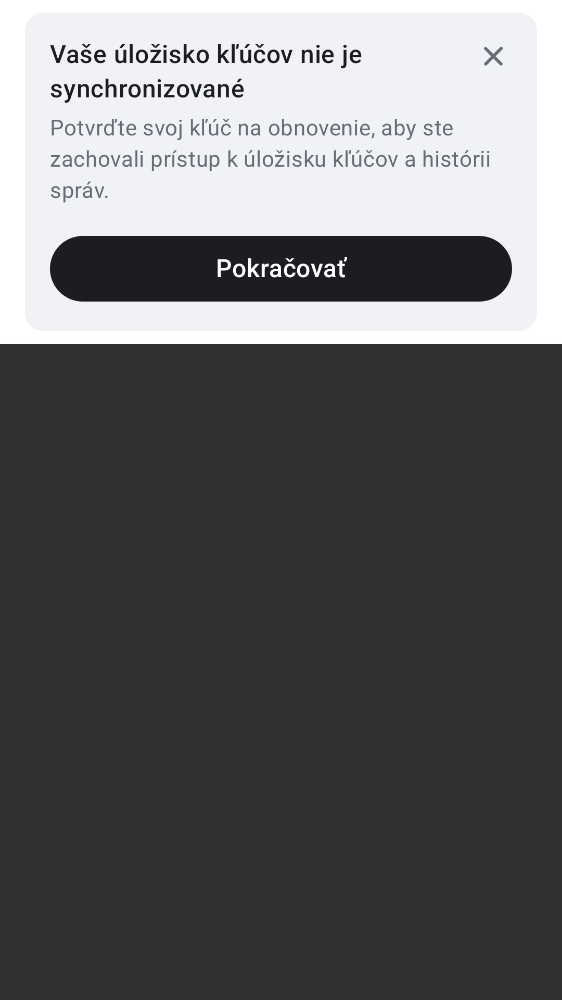 Vaše úložisko kľúčov nie je
synchronizované
Potvrďte svoj kľúč na obnovenie, aby ste
zachovali prístup k úložisku kľúčov a histórii
správ.
Pokračovať